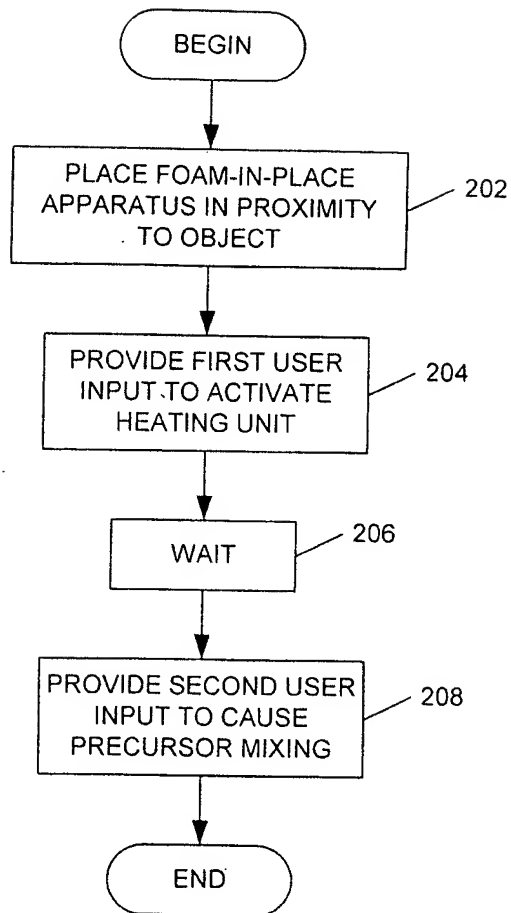 BEGIN
PLACE FOAM-IN-PLACE
APPARATUS IN PROXIMITY
TO OBJECT
202
PROVIDE FIRST USER
INPUT TO ACTIVATE
HEATING UNIT
204
WAIT
206
PROVIDE SECOND USER
INPUT TO CAUSE
PRECURSOR MIXING
208
END